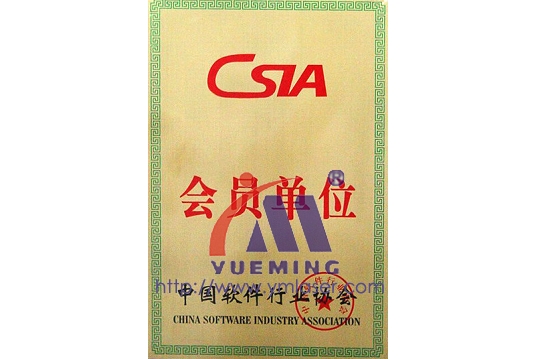 CSIA
会员单位
®
YUEMING
http://www.ymlaser.com
中国软件行业协会
CHINA SOFTWARE INDUSTRY ASSOCIATION